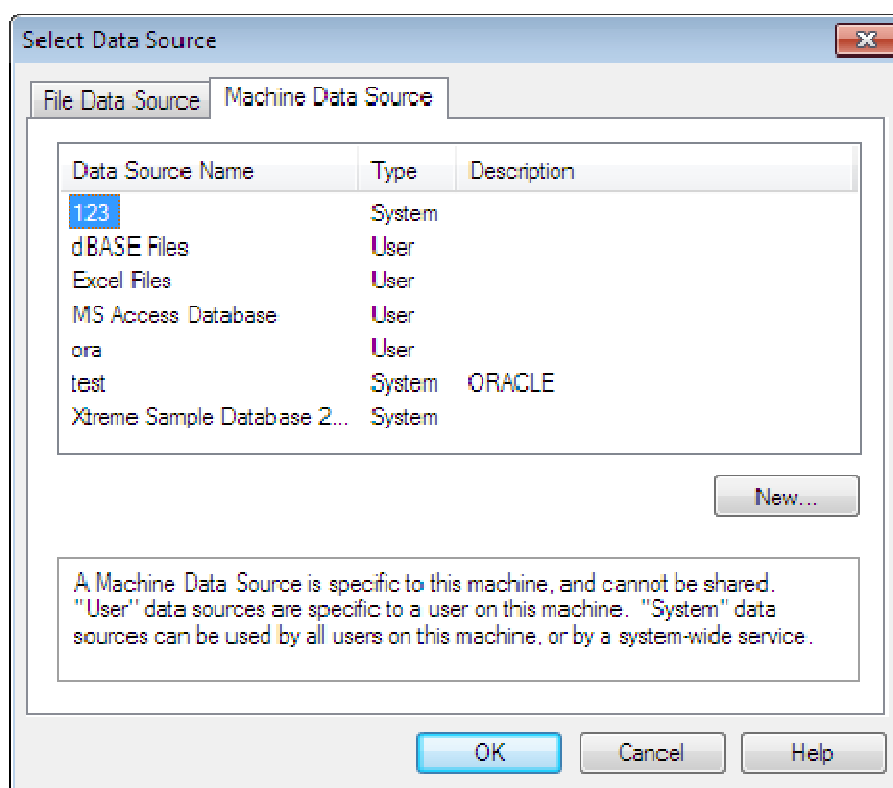 Select Data Source
File Data Source Machine Data Source
Data Source Name Type Description
123 System
dBASE Files User
Excel Files User
MS Access Database User
ora User
test System ORACLE
Xtreme Sample Database 2... System
New...
A Machine Data Source is specific to this machine, and cannot be shared.
"User" data sources are specific to a user on this machine. "System" data
sources can be used by all users on this machine, or by a system-wide service.
OK Cancel Help